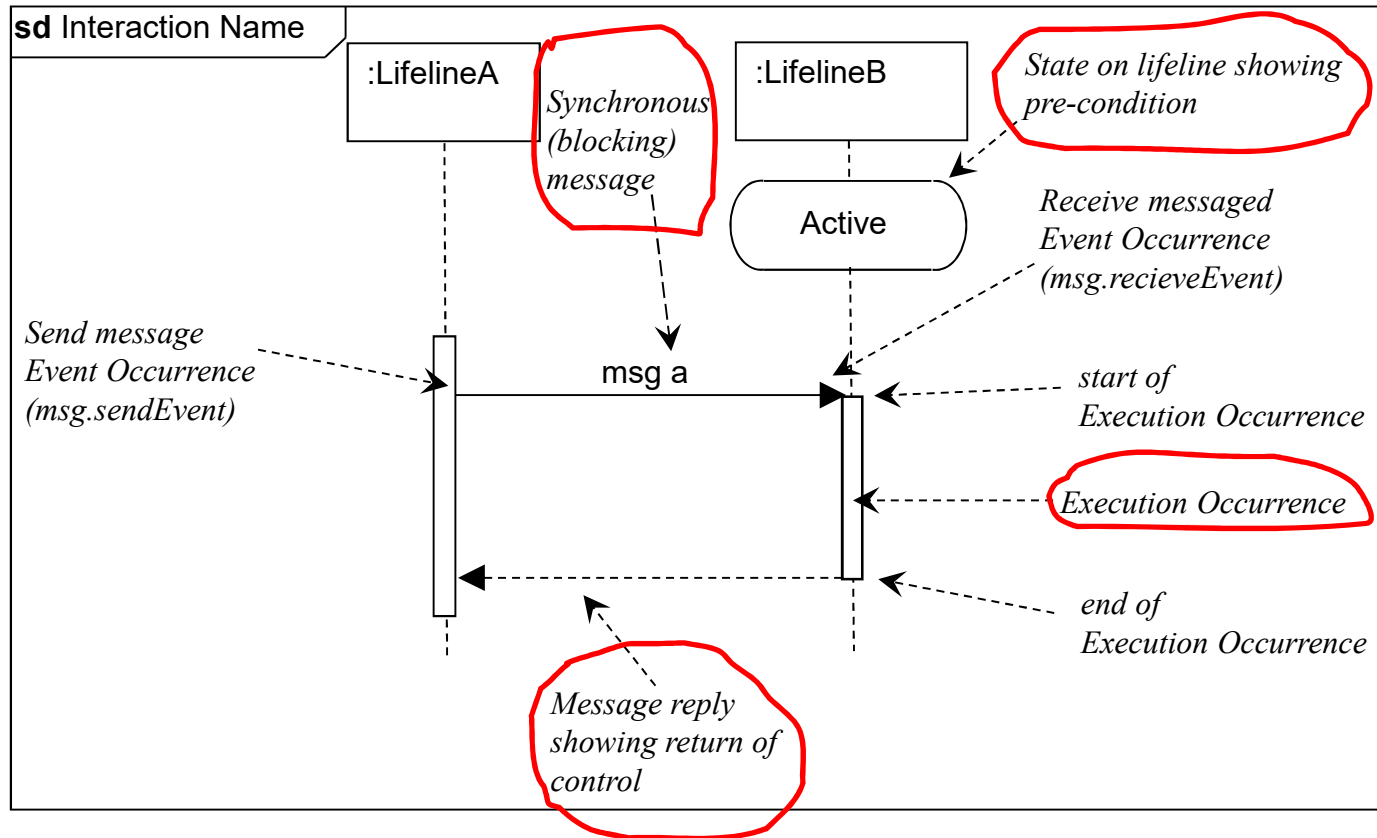 sd Interaction Name
:LifelineA
:LifelineB
State on lifeline showing
pre-condition
Synchronous
(blocking)
message
Active
Receive messaged
Event Occurrence
(msg.recieveEvent)
Send message
Event Occurrence
(msg.sendEvent)
msg a
start of
Execution Occurrence
Execution Occurrence
end of
Execution Occurrence
Message reply
showing return of
control